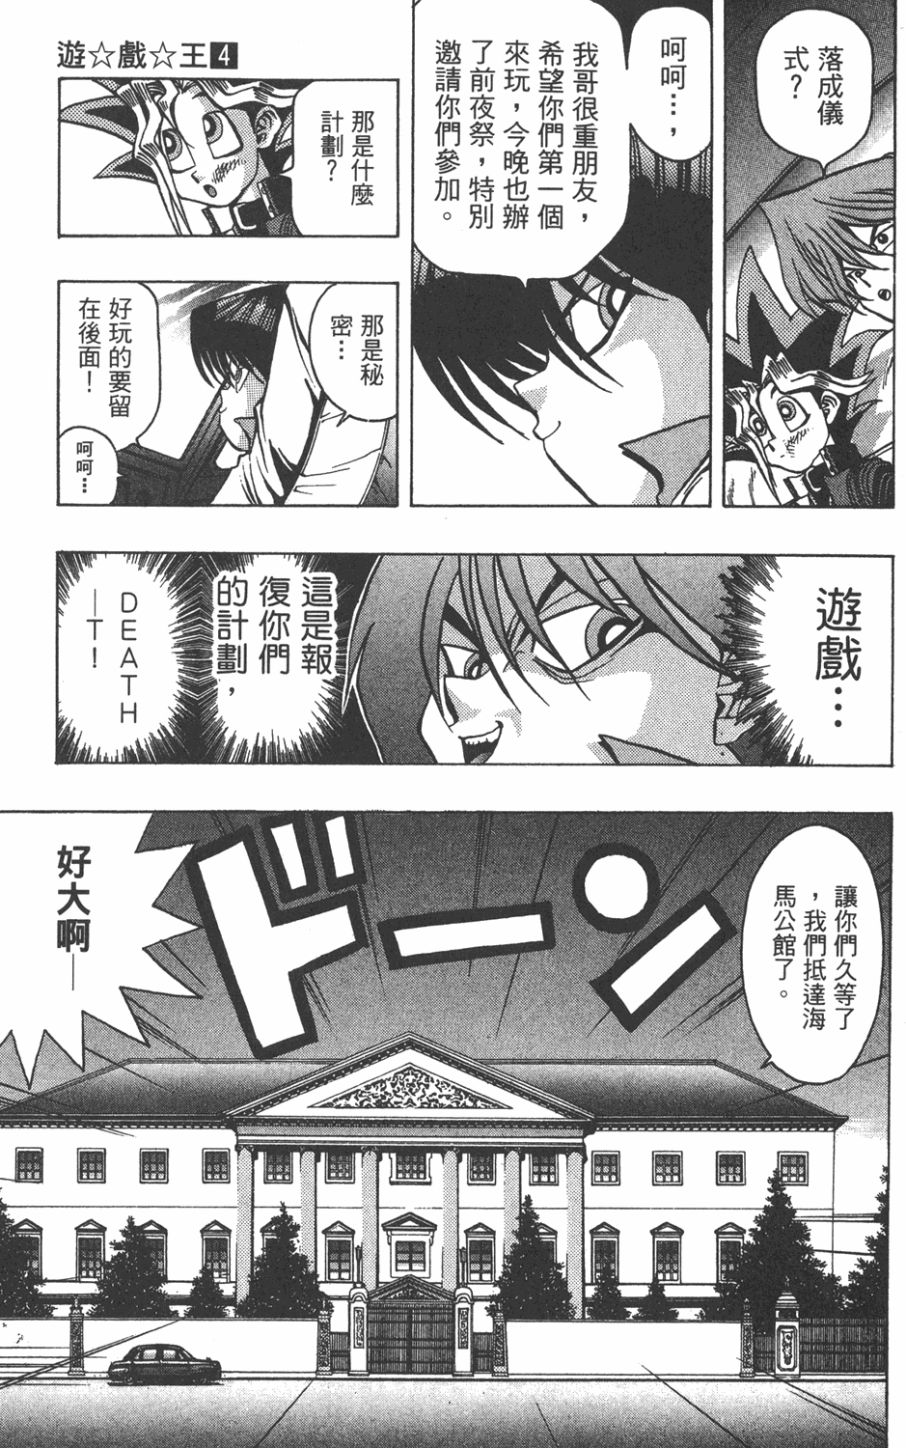 遊☆戲☆王4
落成儀
式？
呵呵…，
我哥很重朋友，
希望你們第一個
來玩，今晚也辦
了前夜祭，特別
邀請你們參加。
那是什麼
計劃？
那是秘
密…
好玩的要留
在後面！
呵呵…
遊戲…
這是報
復你們
的計劃，
DEATH
—T！
讓你們久等了
，我們抵達海
馬公館了。
ドーン
好大啊—